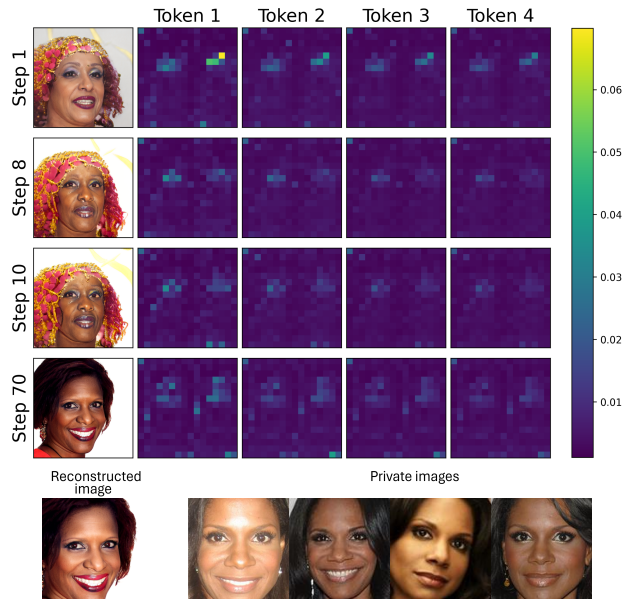 Token 1 Token 2 Token 3 Token 4
Step 1
Step 8
Step 10
Step 70
0.06
0.05
0.04
0.03
0.02
0.01
Reconstructed
image
Private images